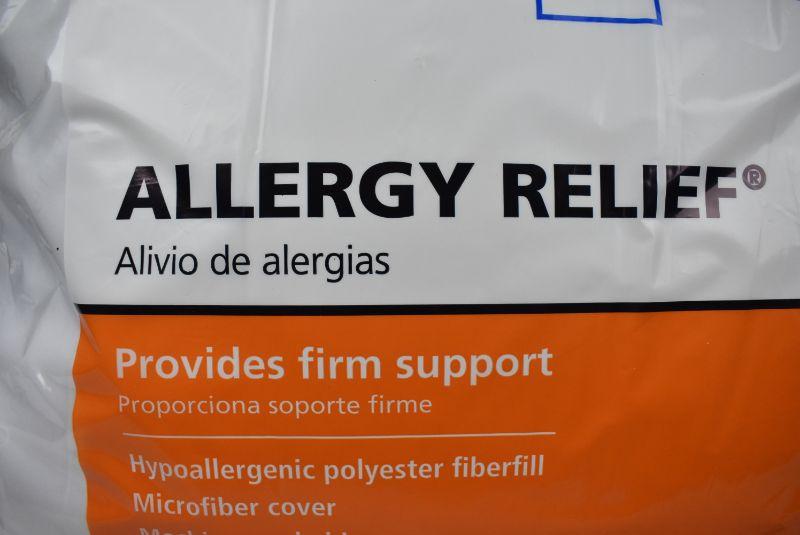 ALLERGY RELIEF®
Alivio de alergias
Provides firm support
Proporciona soporte firme
Hypoallergenic polyester fiberfill
Microfiber cover